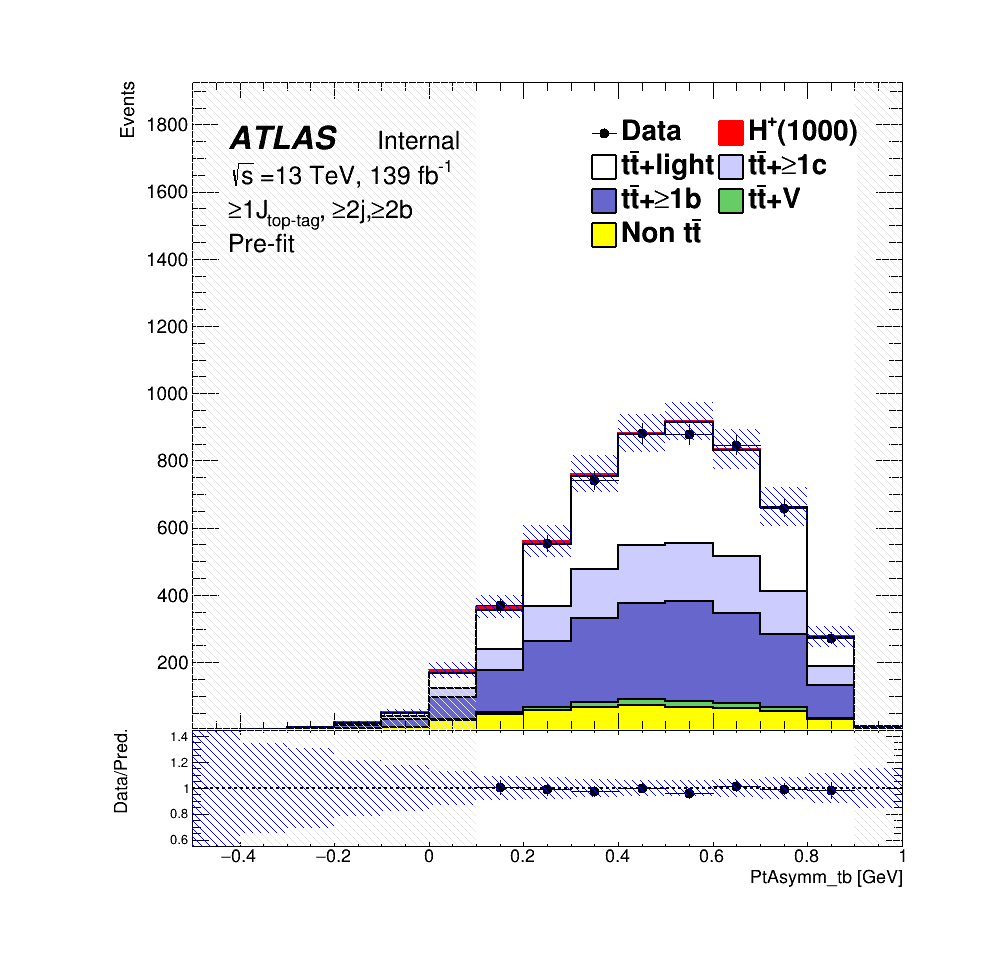 Events
1800
1600
1400
1200
1000
800
600
400
200
ATLAS Internal
√s =13 TeV, 139 fb⁻¹
≥1J_top-tag, ≥2j,≥2b
Pre-fit
Data H⁺(1000)
tt̄+light tt̄+≥1c
tt̄+≥1b tt̄+V
Non tt̄
Data/Pred.
1.4
1.2
1
0.8
0.6
−0.4 −0.2 0 0.2 0.4 0.6 0.8 1
PtAsymm_tb [GeV]